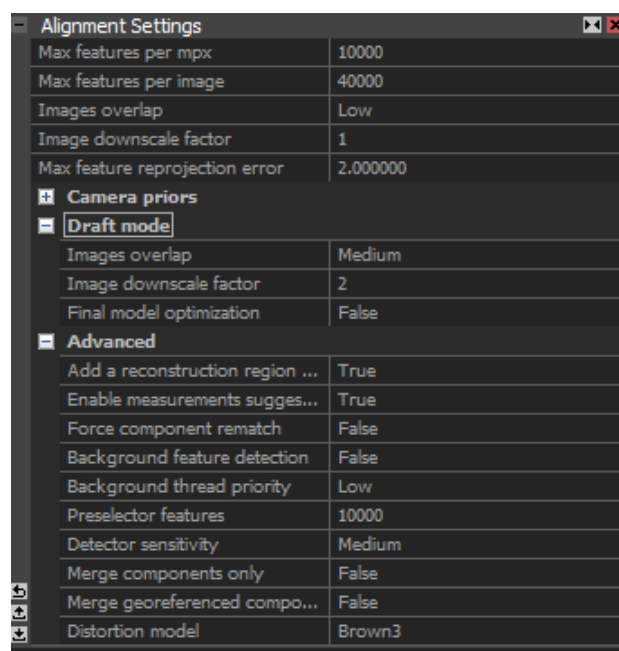 Alignment Settings
Max features per mpx 10000
Max features per image 40000
Images overlap Low
Image downscale factor 1
Max feature reprojection error 2.000000
Camera priors
Draft mode
Images overlap Medium
Image downscale factor 2
Final model optimization False
Advanced
Add a reconstruction region ... True
Enable measurements sugges... True
Force component rematch False
Background feature detection False
Background thread priority Low
Preselector features 10000
Detector sensitivity Medium
Merge components only False
Merge georeferenced compo... False
Distortion model Brown3